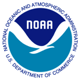 NATIONAL OCEANIC AND ATMOSPHERIC ADMINISTRATION
NOAA
U.S. DEPARTMENT OF COMMERCE